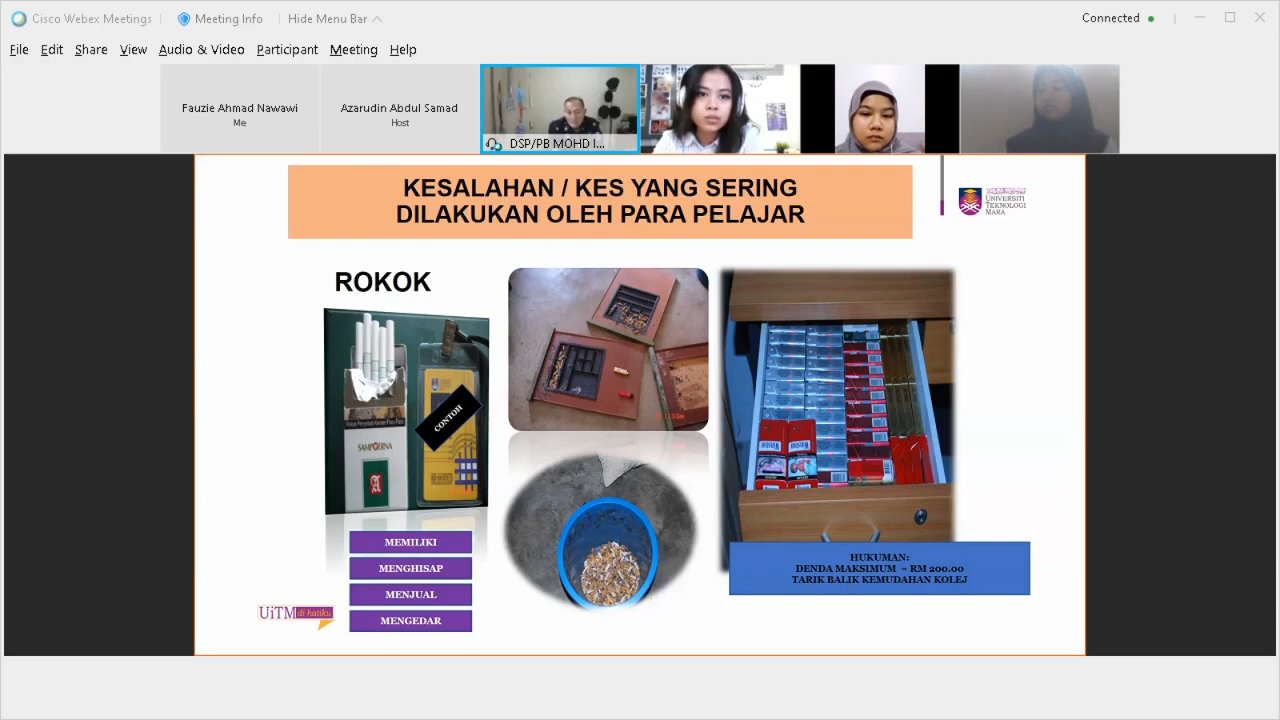 Cisco Webex Meetings
Meeting Info
Hide Menu Bar
Connected
File Edit Share View Audio & Video Participant Meeting Help
Fauzie Ahmad Nawawi
Me
Azarudin Abdul Samad
Host
DSP/PB MOHD I...
KESALAHAN / KES YANG SERING
DILAKUKAN OLEH PARA PELAJAR
UNIVERSITI
TEKNOLOGI
MARA
ROKOK
CONTOH
SAMPOERNA
A
MEMILIKI
MENGHISAP
MENJUAL
MENGEDAR
UiTM di hatiku
HUKUMAN:
DENDA MAKSIMUM – RM 200.00
TARIK BALIK KEMUDAHAN KOLEJ